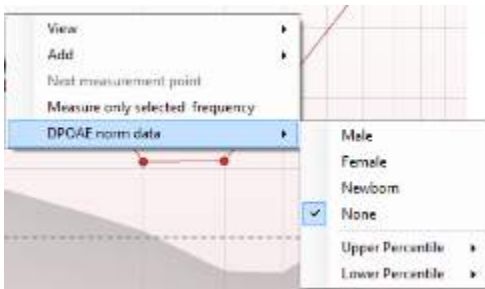 View
Add
Next measurement point
Measure only selected frequency
DPOAE norm data
Male
Female
Newborn
None
Upper Percentile
Lower Percentile